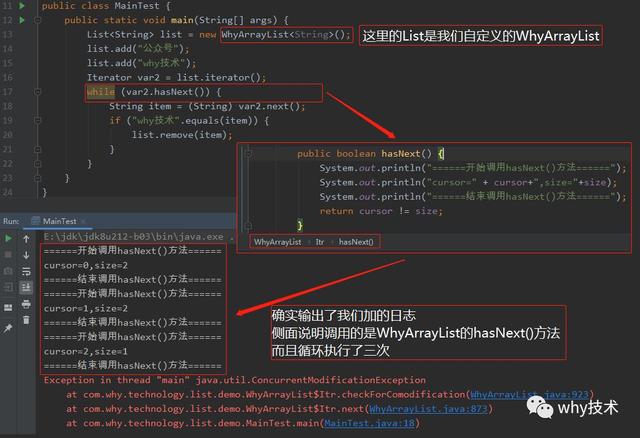 11 public class MainTest {
12 public static void main(String[] args) {
13 List<String> list = new WhyArrayList<String>();
这里的List是我们自定义的WhyArrayList
14 list.add("公众号");
15 list.add("why技术");
16 Iterator var2 = list.iterator();
17 while (var2.hasNext()) {
18 String item = (String) var2.next();
19 if ("why技术".equals(item)) {
20 list.remove(item);
21 }
22 }
23 }
24 }
public boolean hasNext() {
System.out.println("======开始调用hasNext()方法======");
System.out.println("cursor=" + cursor+",size="+size);
System.out.println("======结束调用hasNext()方法======");
return cursor != size;
}
WhyArrayList › Itr › hasNext()
Run: MainTest ×
E:\jdk\jdk8u212-b03\bin\java.exe .
======开始调用hasNext()方法======
cursor=0,size=2
======结束调用hasNext()方法======
======开始调用hasNext()方法======
cursor=1,size=2
======结束调用hasNext()方法======
======开始调用hasNext()方法======
cursor=2,size=1
======结束调用hasNext()方法======
确实输出了我们加的日志
侧面说明调用的是WhyArrayList的hasNext()方法
而且循环执行了三次
Exception in thread "main" java.util.ConcurrentModificationException
at com.why.technology.list.demo.WhyArrayList$Itr.checkForComodification(WhyArrayList.java:923)
at com.why.technology.list.demo.WhyArrayList$Itr.next(WhyArrayList.java:873)
at com.why.technology.list.demo.MainTest.main(MainTest.java:18)
why技术